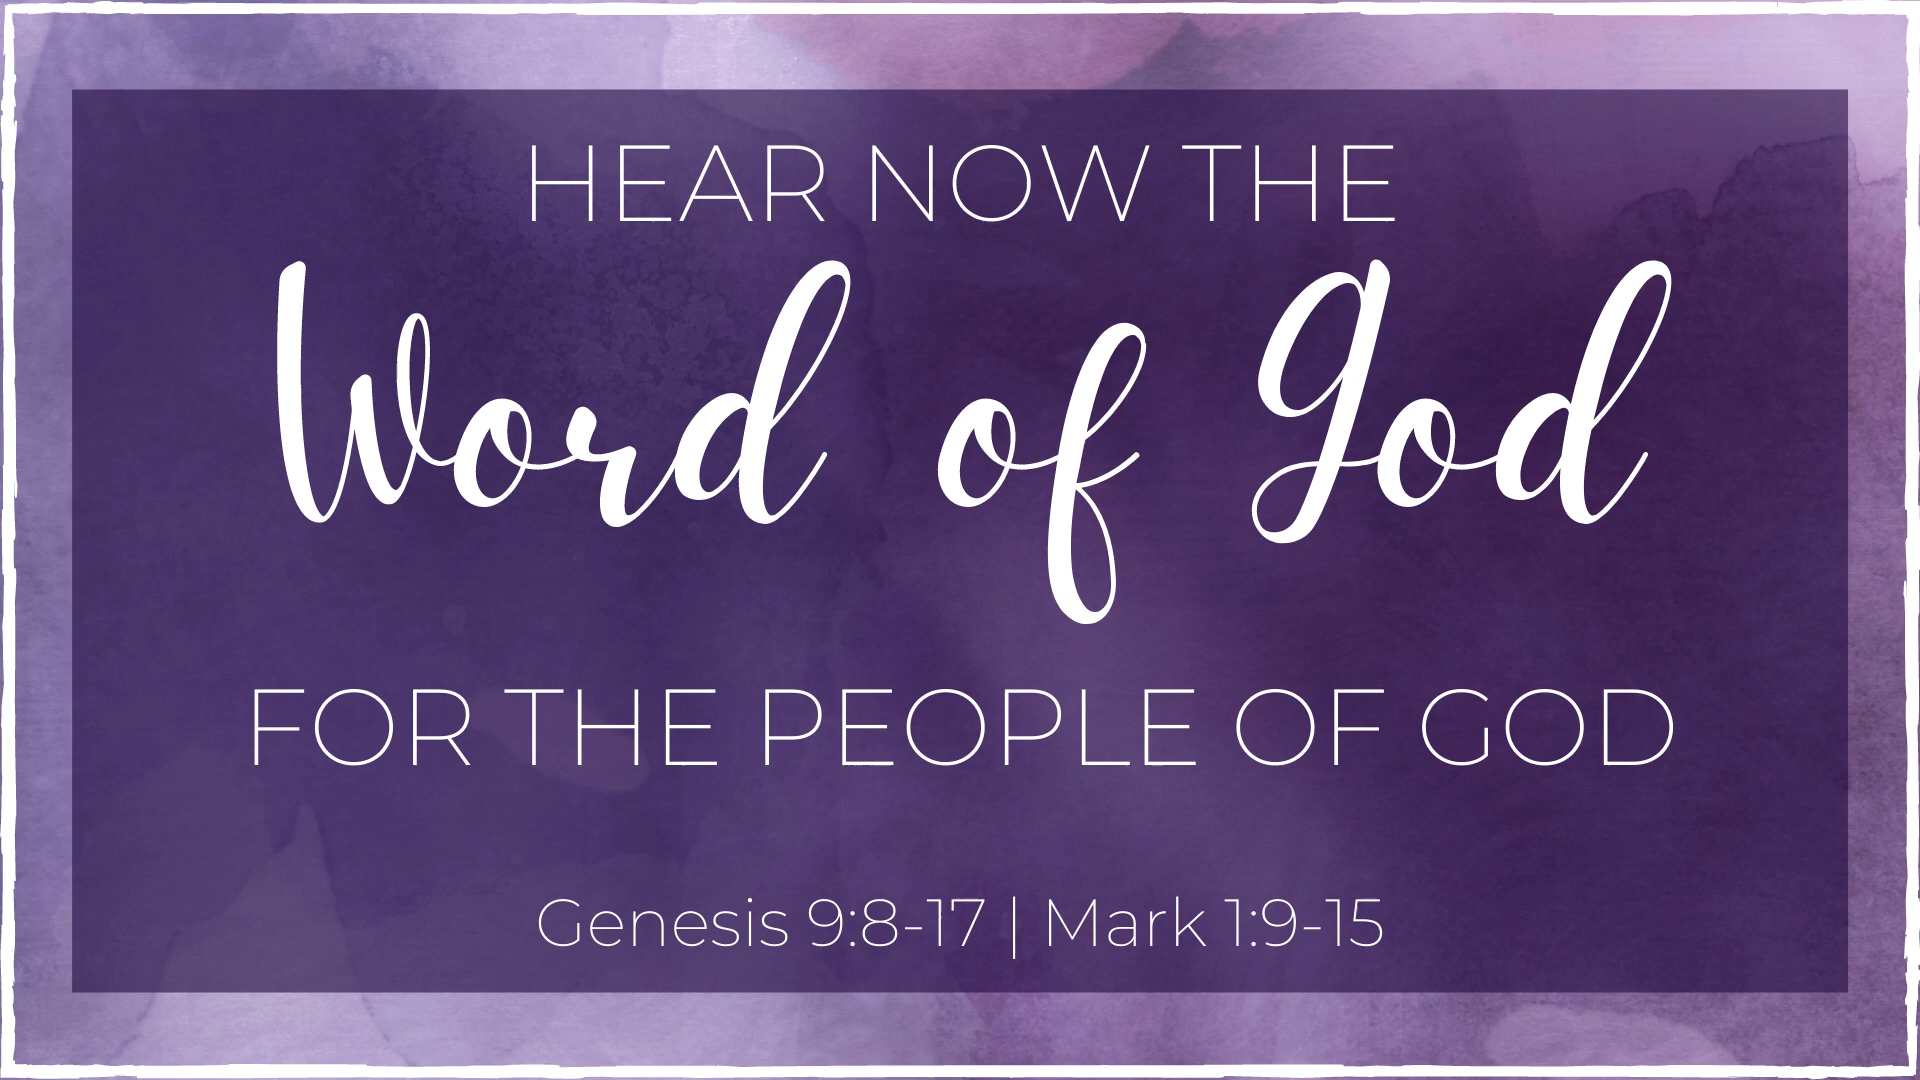 HEAR NOW THE
Word of God
FOR THE PEOPLE OF GOD
Genesis 9:8-17 | Mark 1:9-15